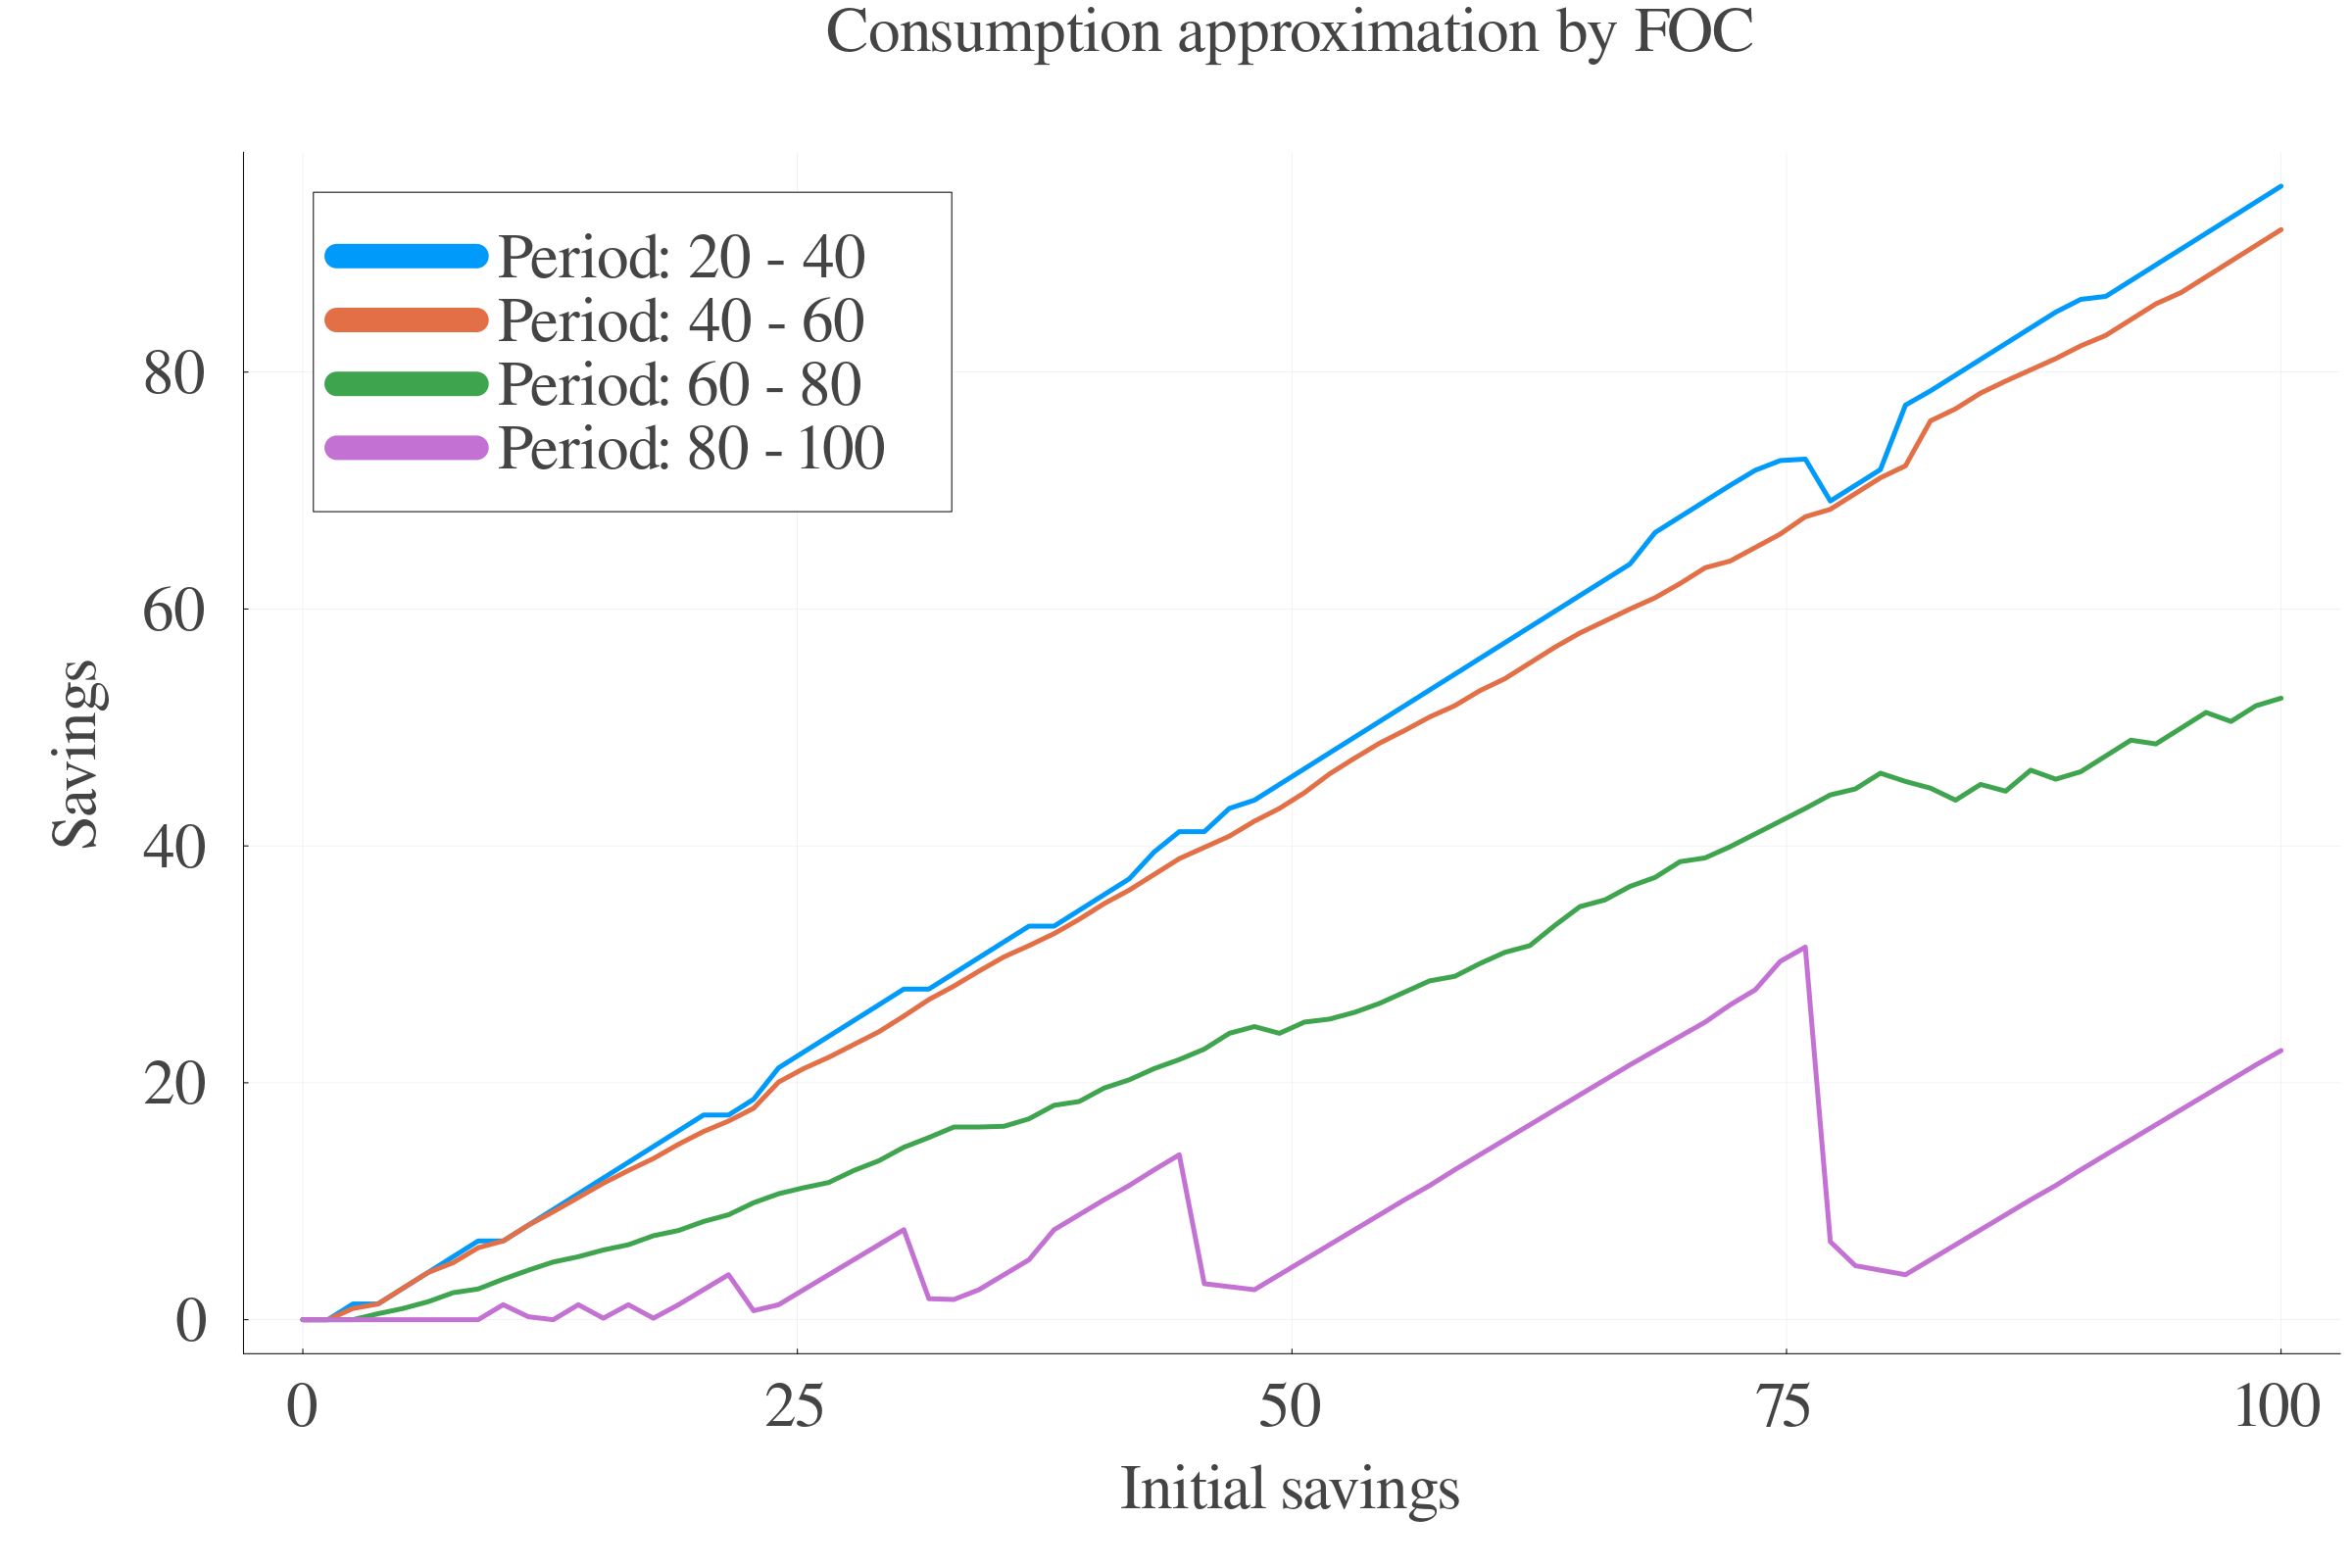 Consumption approximation by FOC
Period: 20 - 40
Period: 40 - 60
Period: 60 - 80
Period: 80 - 100
80
60
40
20
0
Savings
0 25 50 75 100
Initial savings